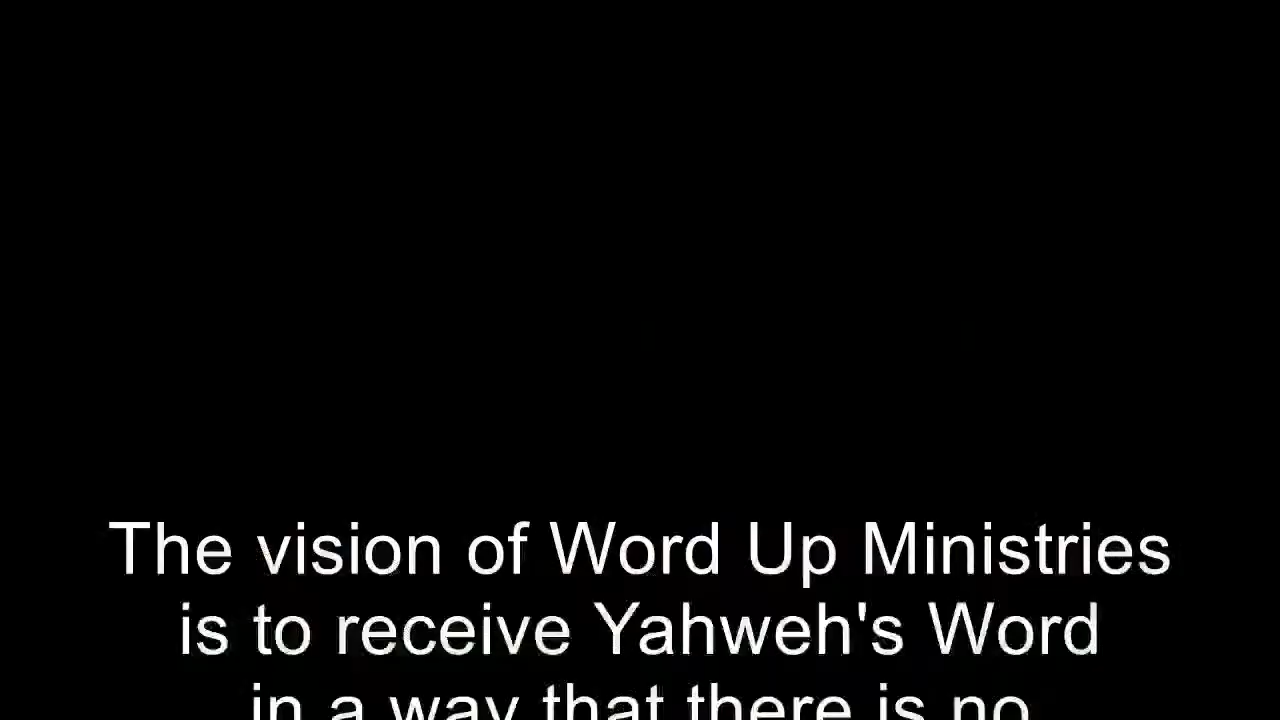 The vision of Word Up Ministries
is to receive Yahweh's Word
in a way that there is no